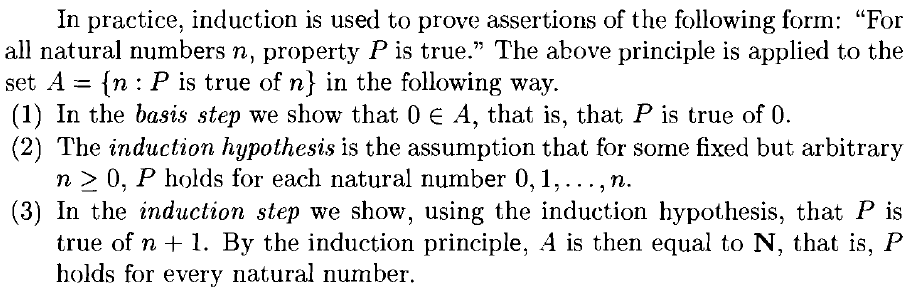 In practice, induction is used to prove assertions of the following form: “For
all natural numbers n, property P is true.” The above principle is applied to the
set A = {n : P is true of n} in the following way.
(1) In the basis step we show that 0 ∈ A, that is, that P is true of 0.
(2) The induction hypothesis is the assumption that for some fixed but arbitrary
n ≥ 0, P holds for each natural number 0, 1, . . . , n.
(3) In the induction step we show, using the induction hypothesis, that P is
true of n + 1. By the induction principle, A is then equal to N, that is, P
holds for every natural number.